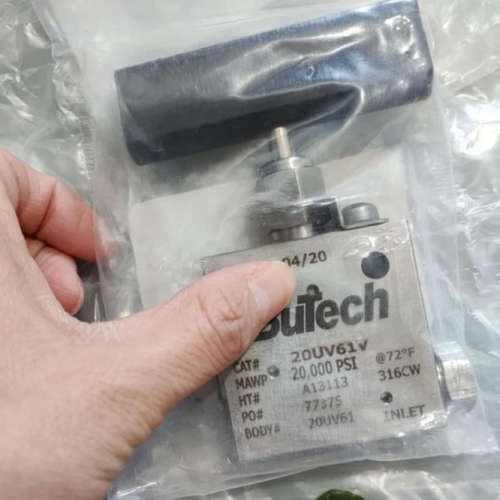 04/20
BuTech
CAT# 20UV61V
MAWP 20,000 PSI @72°F
HT# A13113 316CW
PO# 77375
BODY# 20UV61 INLET